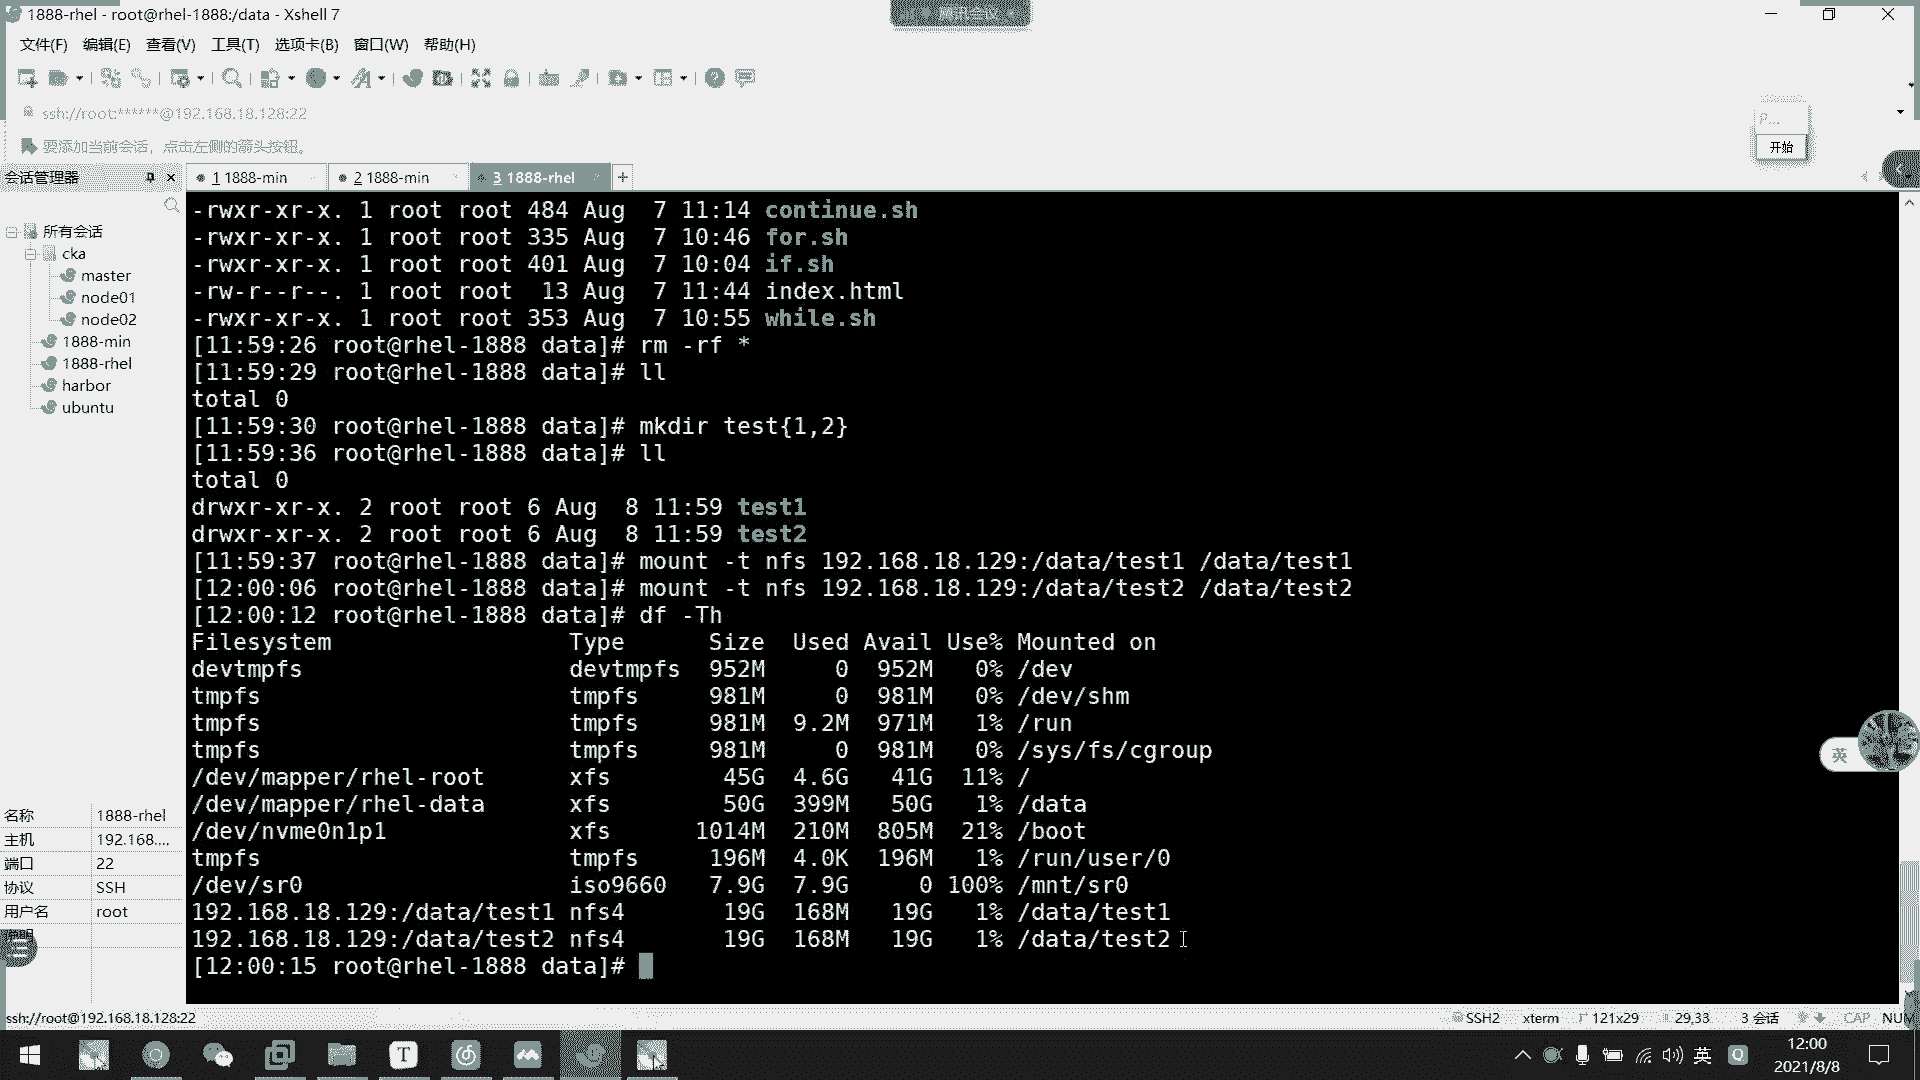 1888-rhel - root@rhel-1888:/data - Xshell 7
腾讯会议
文件(F) 编辑(E) 查看(V) 工具(T) 选项卡(B) 窗口(W) 帮助(H)
ssh://root:******@192.168.18.128:22
要添加当前会话，点击左侧的箭头按钮。
P...
开始
会话管理器
1 1888-min
2 1888-min
3 1888-rhel
所有会话
cka
master
node01
node02
1888-min
1888-rhel
harbor
ubuntu
-rwxr-xr-x. 1 root root 484 Aug  7 11:14 continue.sh
-rwxr-xr-x. 1 root root 335 Aug  7 10:46 for.sh
-rwxr-xr-x. 1 root root 401 Aug  7 10:04 if.sh
-rw-r--r--. 1 root root  13 Aug  7 11:44 index.html
-rwxr-xr-x. 1 root root 353 Aug  7 10:55 while.sh
[11:59:26 root@rhel-1888 data]# rm -rf *
[11:59:29 root@rhel-1888 data]# ll
total 0
[11:59:30 root@rhel-1888 data]# mkdir test{1,2}
[11:59:36 root@rhel-1888 data]# ll
total 0
drwxr-xr-x. 2 root root 6 Aug  8 11:59 test1
drwxr-xr-x. 2 root root 6 Aug  8 11:59 test2
[11:59:37 root@rhel-1888 data]# mount -t nfs 192.168.18.129:/data/test1 /data/test1
[12:00:06 root@rhel-1888 data]# mount -t nfs 192.168.18.129:/data/test2 /data/test2
[12:00:12 root@rhel-1888 data]# df -Th
Filesystem                 Type      Size  Used Avail Use% Mounted on
devtmpfs                   devtmpfs  952M     0  952M   0% /dev
tmpfs                      tmpfs     981M     0  981M   0% /dev/shm
tmpfs                      tmpfs     981M  9.2M  971M   1% /run
tmpfs                      tmpfs     981M     0  981M   0% /sys/fs/cgroup
/dev/mapper/rhel-root      xfs        45G  4.6G   41G  11% /
/dev/mapper/rhel-data      xfs        50G  399M   50G   1% /data
/dev/nvme0n1p1             xfs      1014M  210M  805M  21% /boot
tmpfs                      tmpfs     196M  4.0K  196M   1% /run/user/0
/dev/sr0                   iso9660   7.9G  7.9G     0 100% /mnt/sr0
192.168.18.129:/data/test1 nfs4       19G  168M   19G   1% /data/test1
192.168.18.129:/data/test2 nfs4       19G  168M   19G   1% /data/test2
[12:00:15 root@rhel-1888 data]#
名称 1888-rhel
主机 192.168....
端口 22
协议 SSH
用户名 root
说明
英
ssh://root@192.168.18.128:22
SSH2 xterm 121x29 29,33 3 会话 CAP NUM
英
12:00
2021/8/8